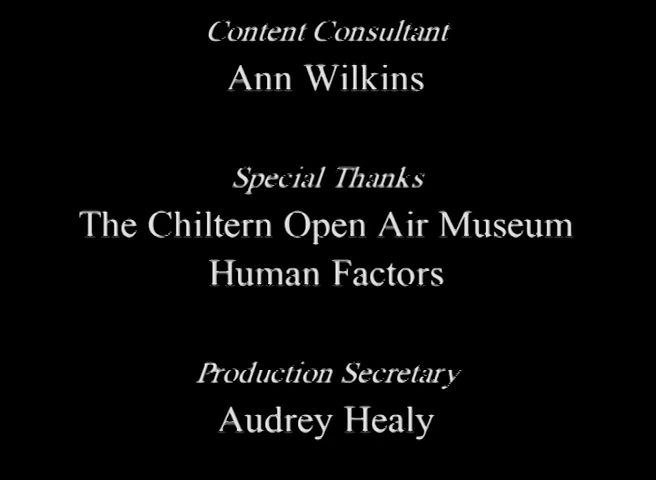 Content Consultant
Ann Wilkins
Special Thanks
The Chiltern Open Air Museum
Human Factors
Production Secretary
Audrey Healy